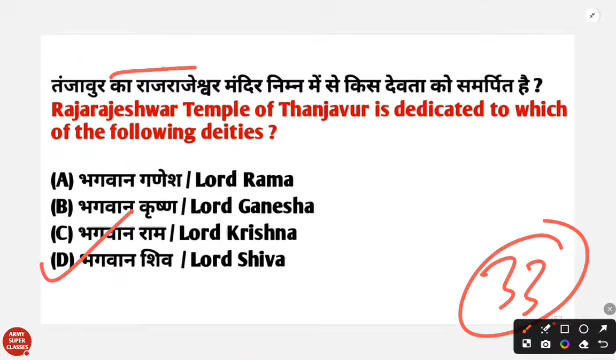 तंजावुर का राजराजेश्वर मंदिर निम्न में से किस देवता को समर्पित है ?
Rajarajeshwar Temple of Thanjavur is dedicated to which
of the following deities ?
(A) भगवान गणेश / Lord Rama
(B) भगवान कृष्ण / Lord Ganesha
(C) भगवान राम / Lord Krishna
(D) भगवान शिव / Lord Shiva
33
ARMY
SUPER
CLASSES